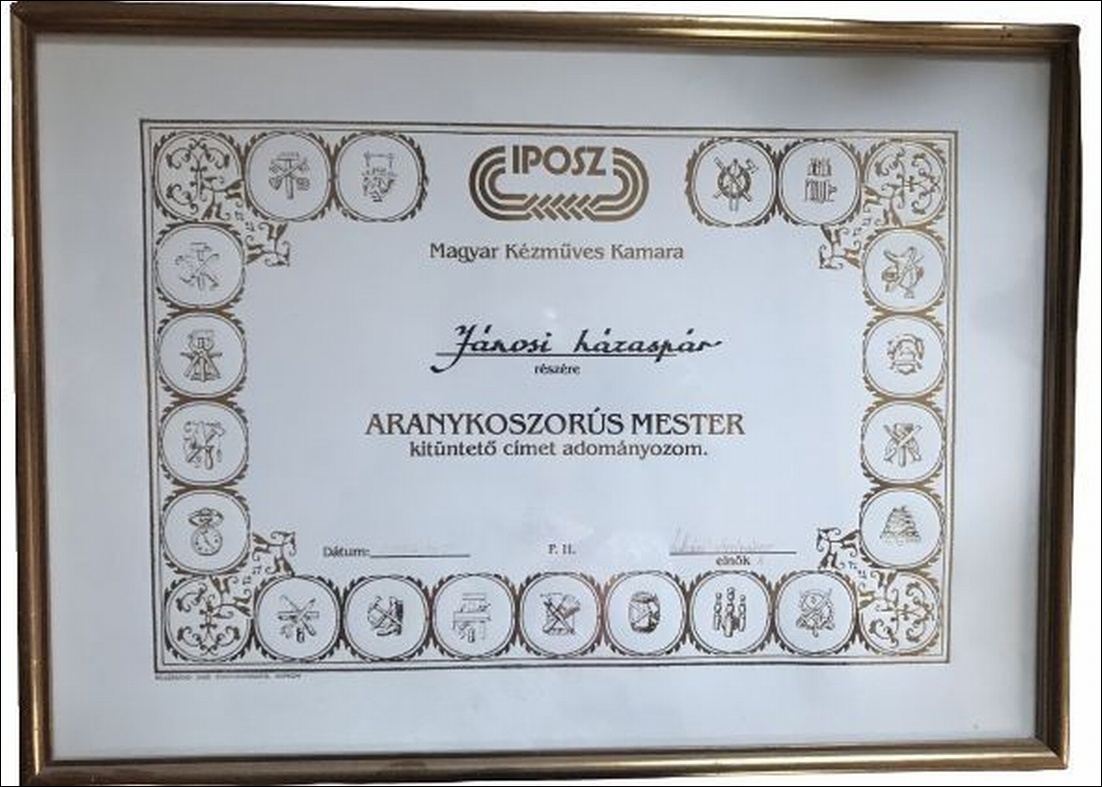 IPOSZ
Magyar Kézműves Kamara
Jánosi házaspár
részére
ARANYKOSZORÚS MESTER
kitüntető címet adományozom.
Dátum:
P. H.
elnök